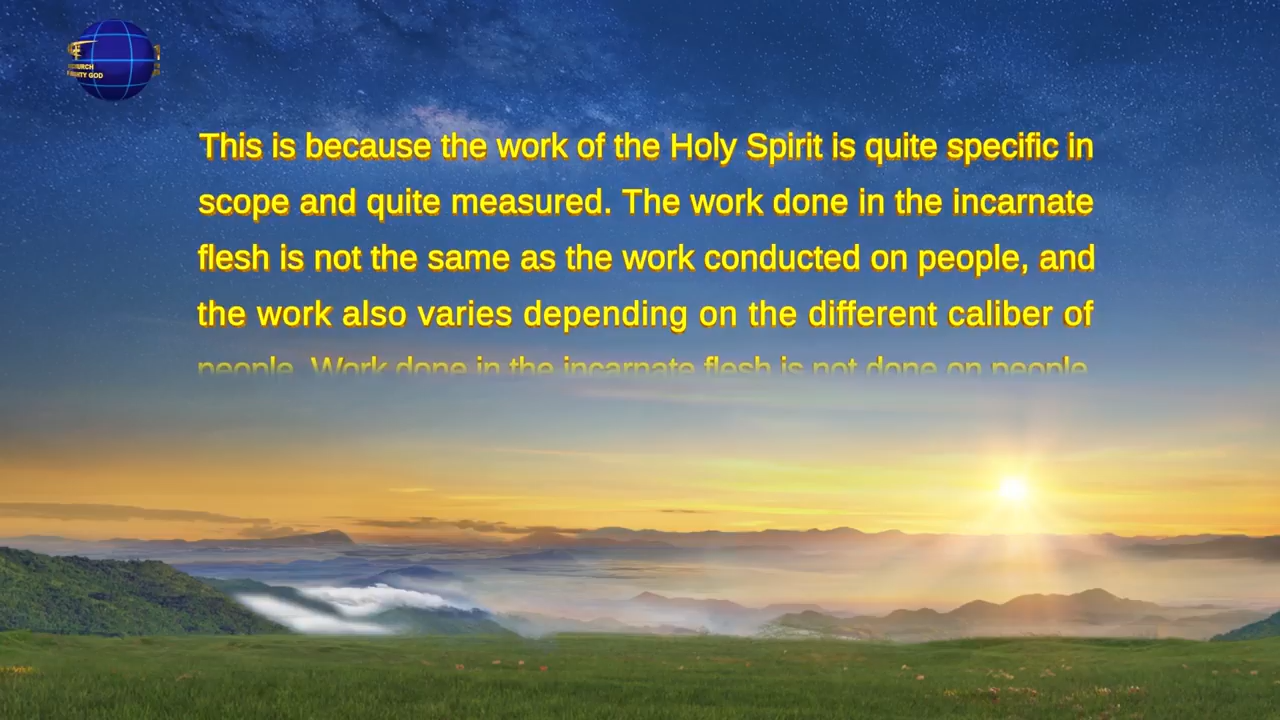 CHURCH
MIGHTY GOD
This is because the work of the Holy Spirit is quite specific in
scope and quite measured. The work done in the incarnate
flesh is not the same as the work conducted on people, and
the work also varies depending on the different caliber of
people. Work done in the incarnate flesh is not done on people,